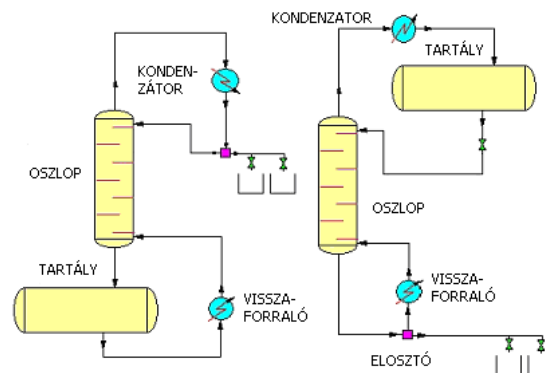 KONDEN-
ZÁTOR
OSZLOP
TARTÁLY
VISSZA-
FORRALÓ
KONDENZATOR
TARTÁLY
OSZLOP
VISSZA-
FORRALÓ
ELOSZTÓ